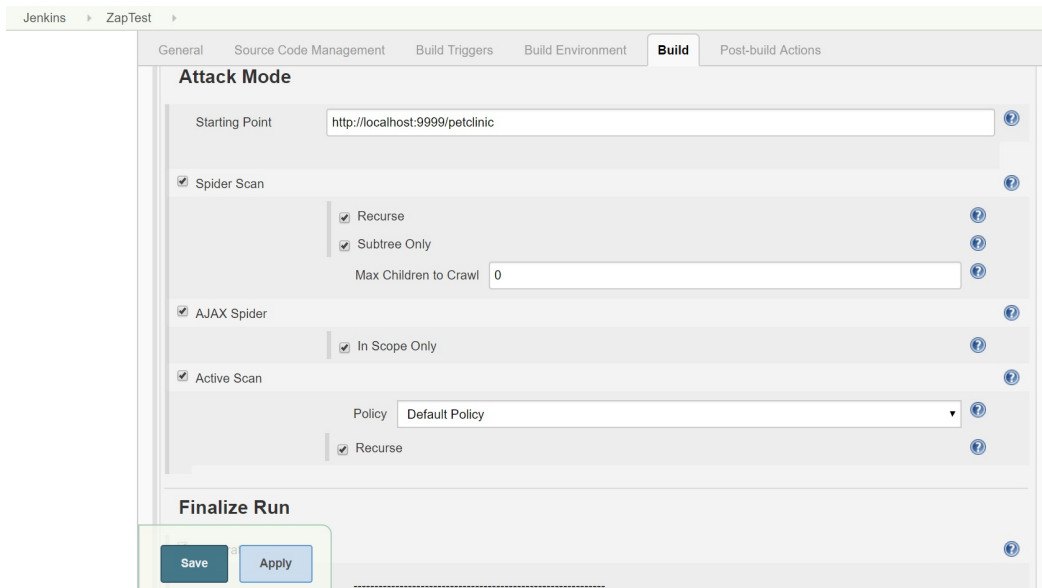 Jenkins ZapTest
General Source Code Management Build Triggers Build Environment Build Post-build Actions
Attack Mode
Starting Point http://localhost:9999/petclinic
Spider Scan
Recurse
Subtree Only
Max Children to Crawl 0
AJAX Spider
In Scope Only
Active Scan
Policy Default Policy
Recurse
Finalize Run
Save Apply